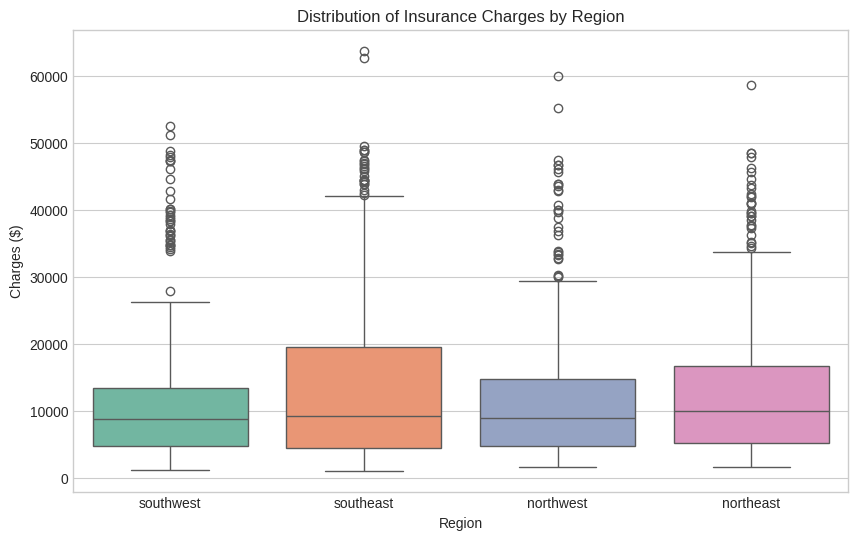 Distribution of Insurance Charges by Region
Charges ($)
60000
50000
40000
30000
20000
10000
0
southwest southeast northwest northeast
Region